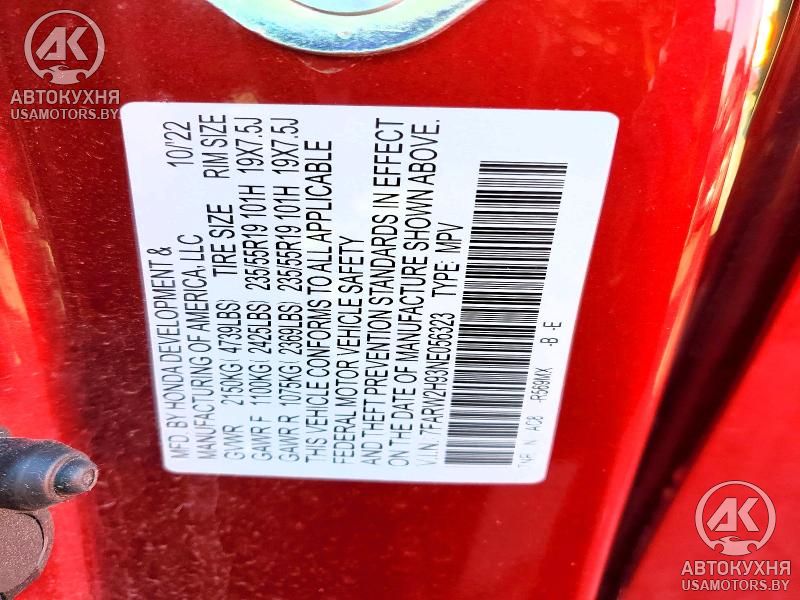 AK
АВТОКУХНЯ
USAMOTORS.BY
MFD. BY HONDA DEVELOPMENT & 10/'22
MANUFACTURING OF AMERICA, LLC
TIRE SIZE RIM SIZE
GVWR 2150KG( 4739LBS)
GAWR F 1100KG( 2425LBS) 235/55R19 101H 19X7.5J
GAWR R 1075KG( 2369LBS) 235/55R19 101H 19X7.5J
THIS VEHICLE CONFORMS TO ALL APPLICABLE
FEDERAL MOTOR VEHICLE SAFETY
AND THEFT PREVENTION STANDARDS IN EFFECT
ON THE DATE OF MANUFACTURE SHOWN ABOVE.
V.I.N. TYPE: MPV
R569MX -B -E
AK
АВТОКУХНЯ
USAMOTORS.BY